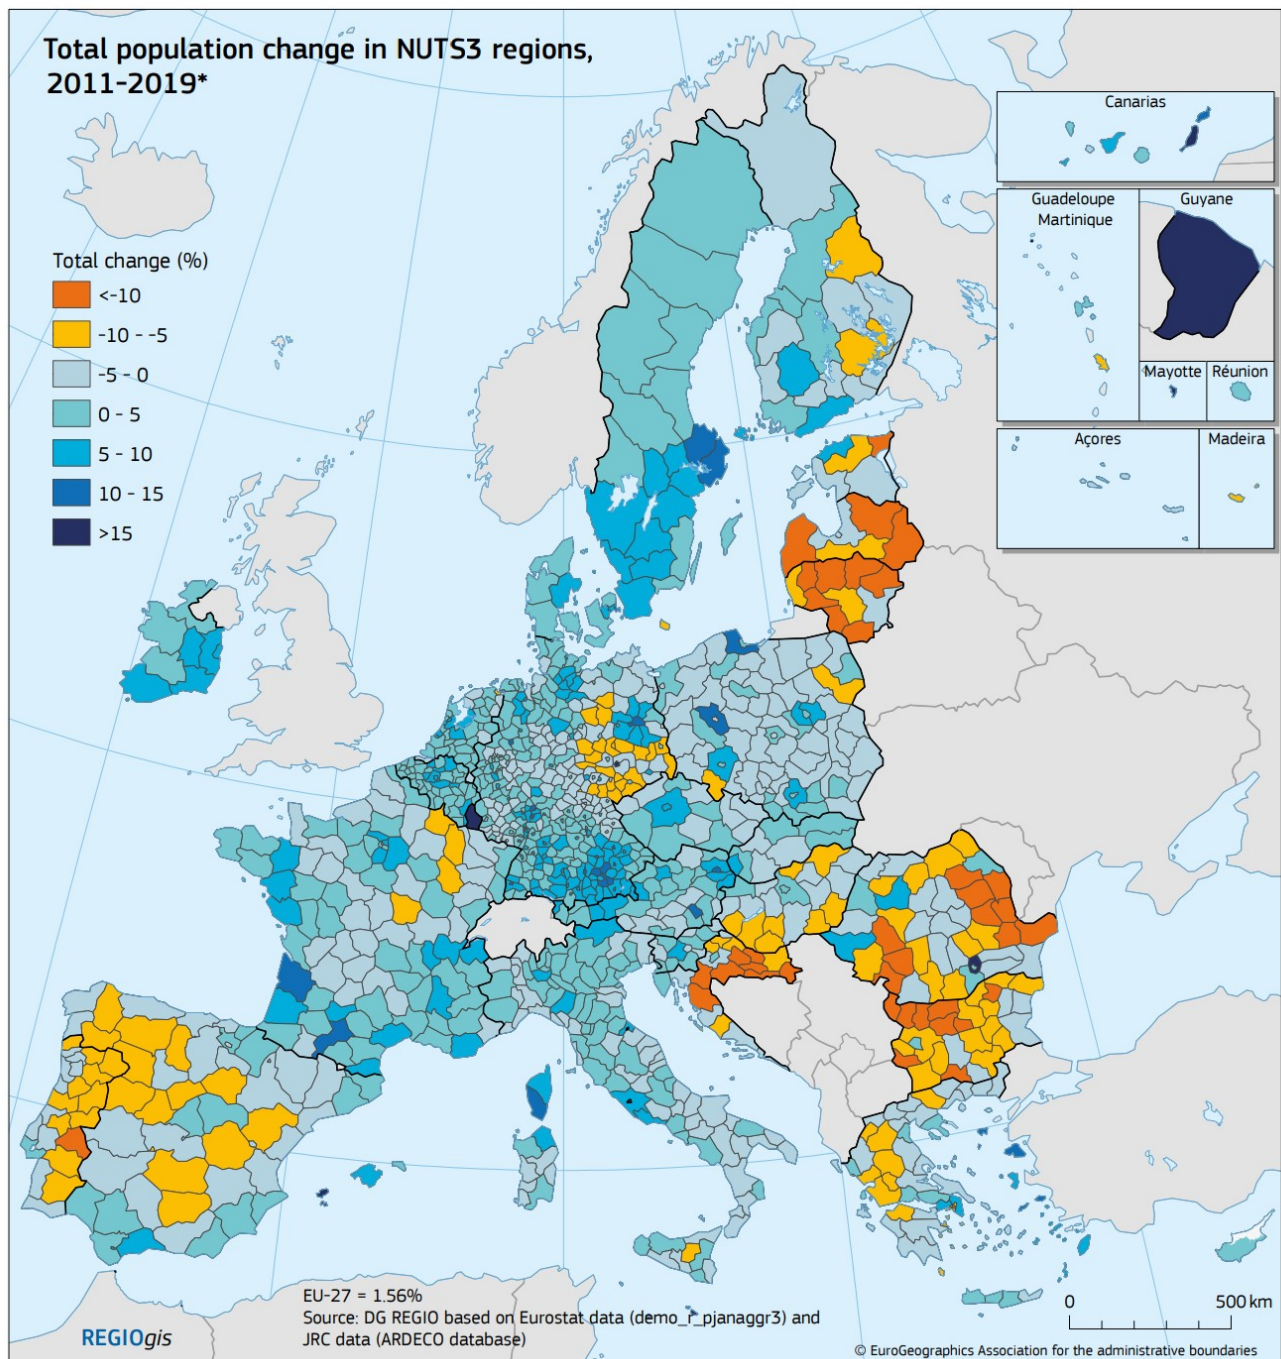 Total population change in NUTS3 regions,
2011-2019*
Total change (%)
<-10
-10 - -5
-5 - 0
0 - 5
5 - 10
10 - 15
>15
Canarias
Guadeloupe
Martinique
Guyane
Mayotte
Réunion
Açores
Madeira
EU-27 = 1.56%
Source: DG REGIO based on Eurostat data (demo_r_pjanaggr3) and
JRC data (ARDECO database)
REGIOgis
0 500 km
© EuroGeographics Association for the administrative boundaries